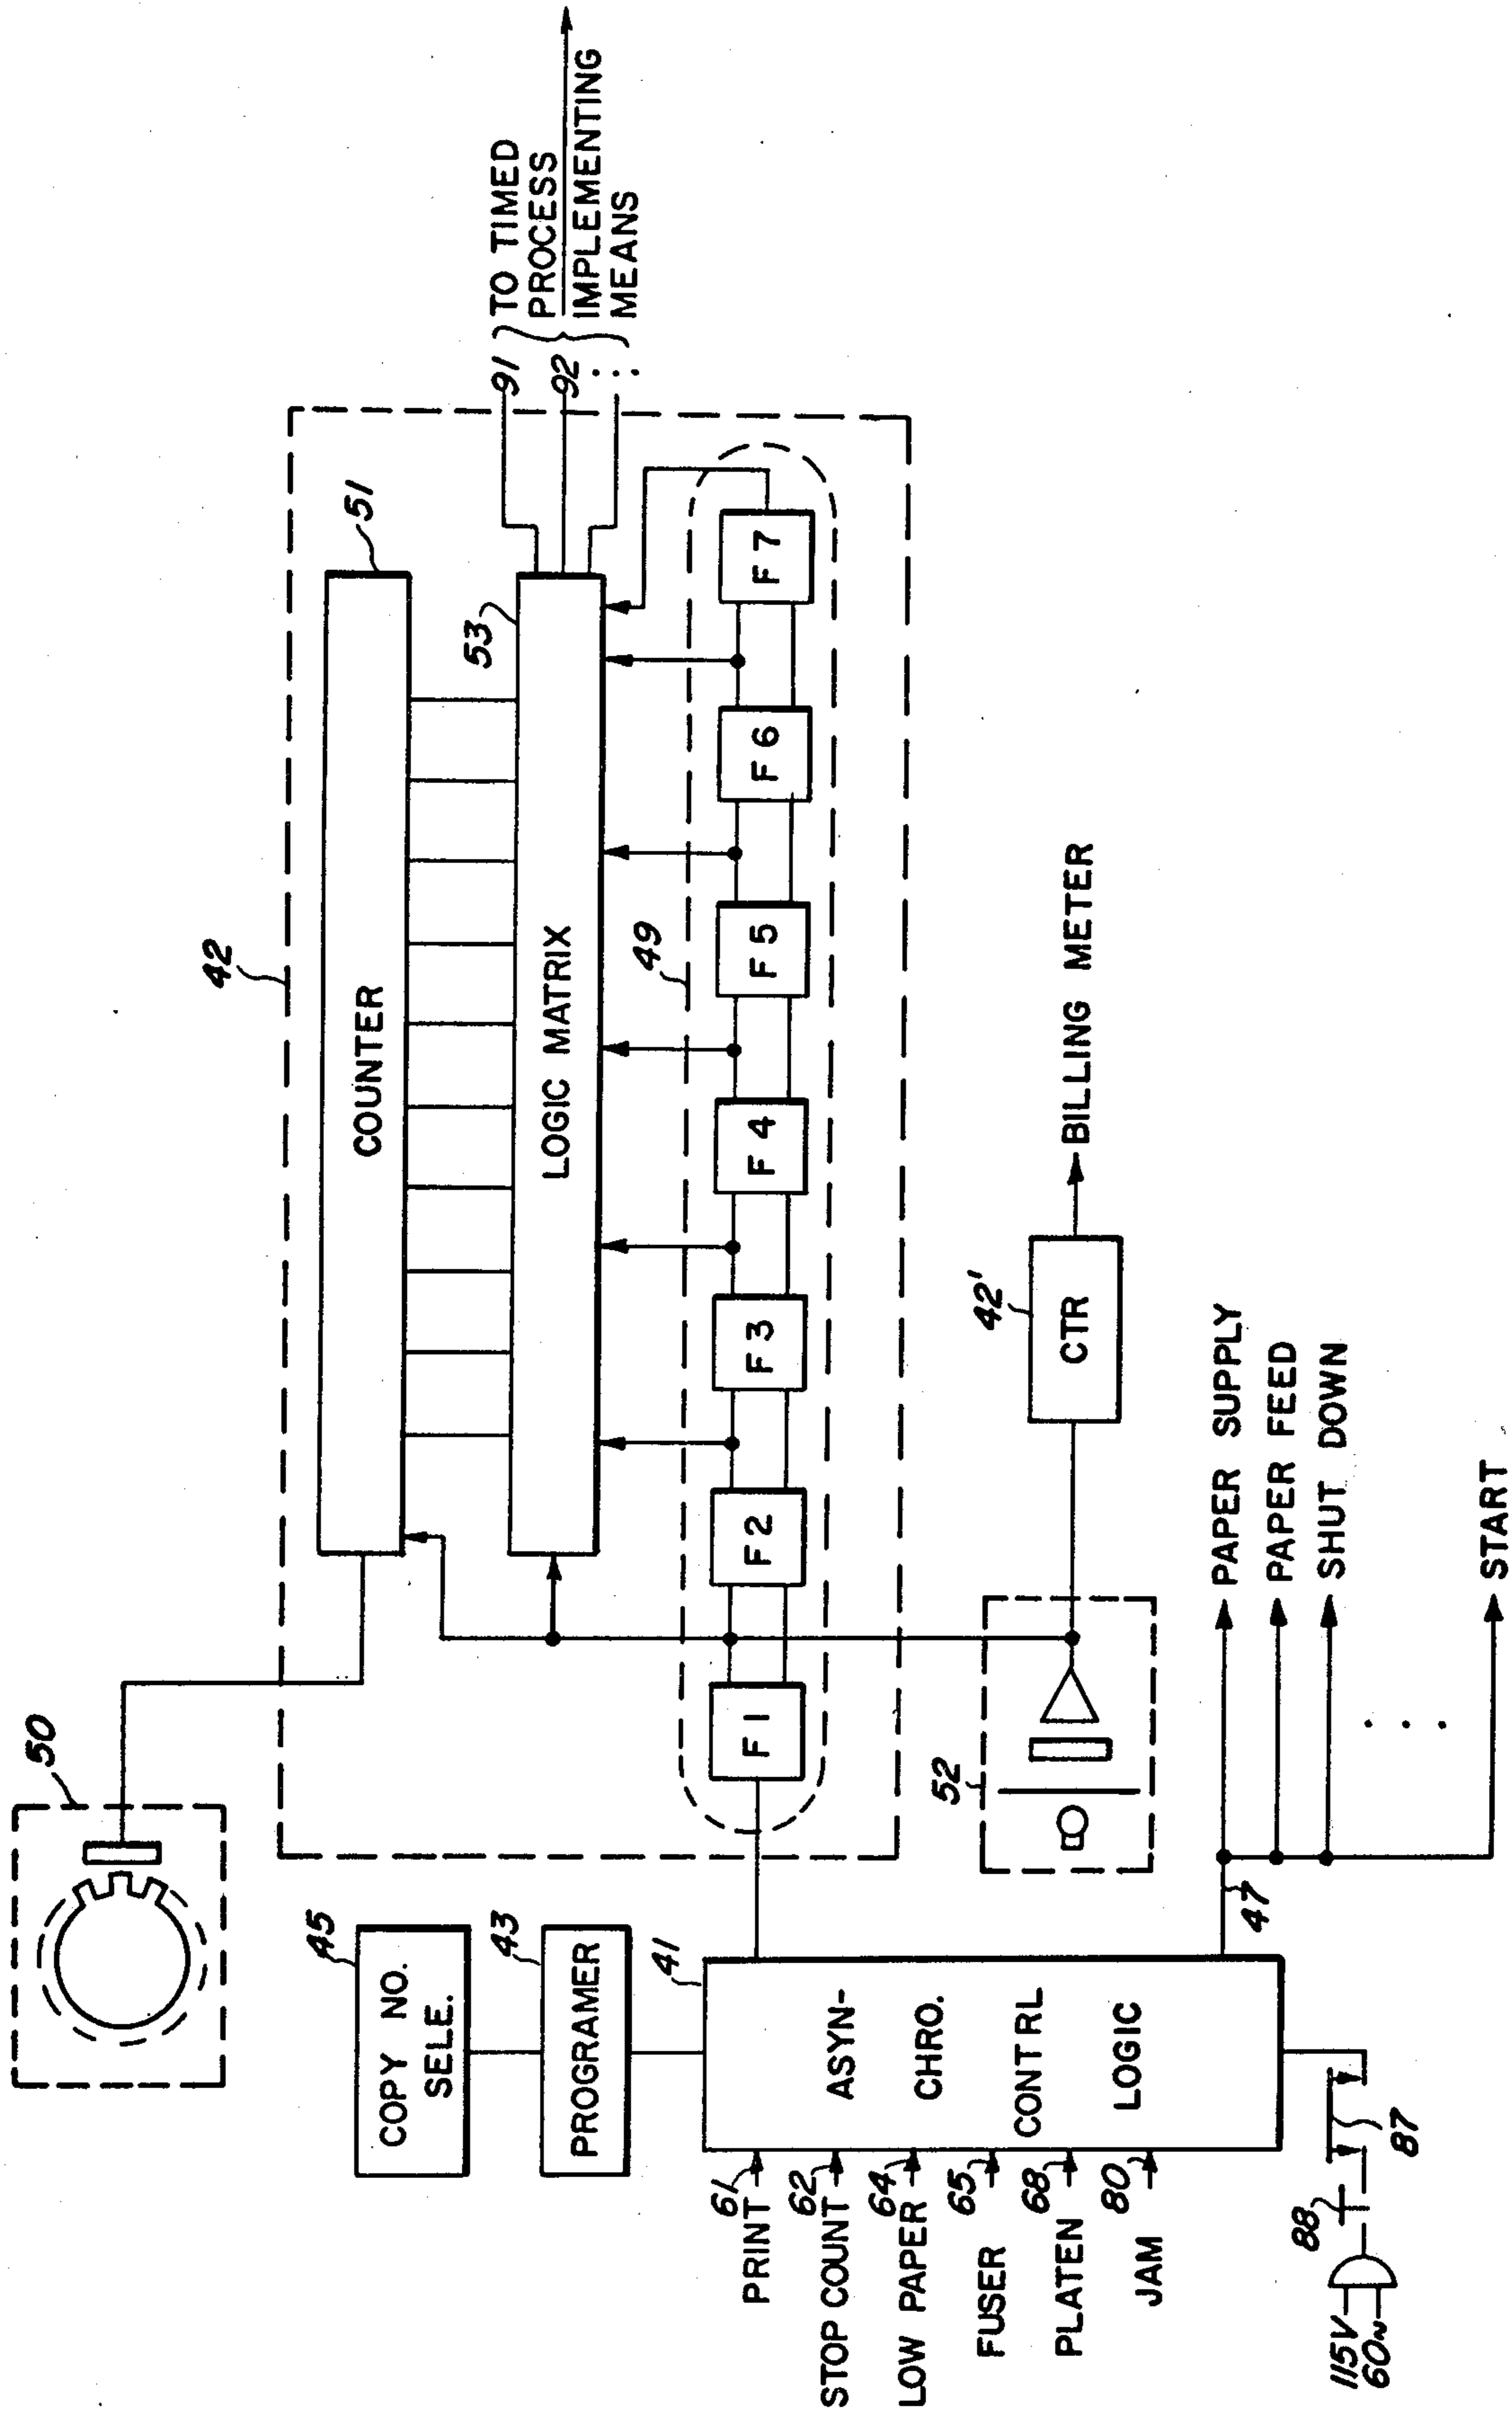 50
42
COUNTER
51
53
LOGIC MATRIX
49
F 1
F 2
F 3
F 4
F 5
F 6
F 7
91
92
TO TIMED
PROCESS
IMPLEMENTING
MEANS
45
COPY NO.
SELE.
43
PROGRAMER
41
ASYN-
CHRO.
CONTRL
LOGIC
PRINT
61
STOP COUNT
62
LOW PAPER
64
FUSER
65
PLATEN
68
JAM
80
52
42'
CTR
BILLING METER
47
PAPER SUPPLY
PAPER FEED
SHUT DOWN
START
115V
60~
88
87